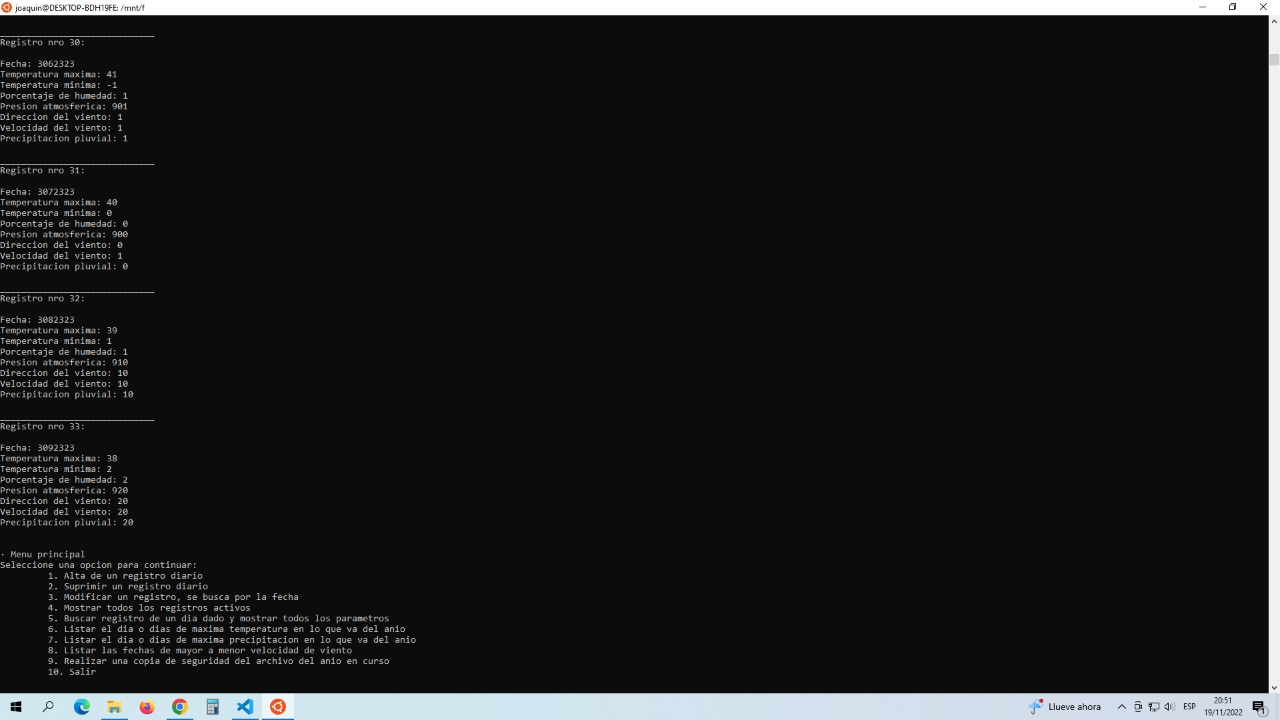 joaquin@DESKTOP-BDH19FE: /mnt/f
Registro nro 30:
Fecha: 3062323
Temperatura maxima: 41
Temperatura minima: -1
Porcentaje de humedad: 1
Presion atmosferica: 901
Direccion del viento: 1
Velocidad del viento: 1
Precipitacion pluvial: 1
Registro nro 31:
Fecha: 3072323
Temperatura maxima: 40
Temperatura minima: 0
Porcentaje de humedad: 0
Presion atmosferica: 900
Direccion del viento: 0
Velocidad del viento: 1
Precipitacion pluvial: 0
Registro nro 32:
Fecha: 3082323
Temperatura maxima: 39
Temperatura minima: 1
Porcentaje de humedad: 1
Presion atmosferica: 910
Direccion del viento: 10
Velocidad del viento: 10
Precipitacion pluvial: 10
Registro nro 33:
Fecha: 3092323
Temperatura maxima: 38
Temperatura minima: 2
Porcentaje de humedad: 2
Presion atmosferica: 920
Direccion del viento: 20
Velocidad del viento: 20
Precipitacion pluvial: 20
· Menu principal
Seleccione una opcion para continuar:
1. Alta de un registro diario
2. Suprimir un registro diario
3. Modificar un registro, se busca por la fecha
4. Mostrar todos los registros activos
5. Buscar registro de un dia dado y mostrar todos los parametros
6. Listar el dia o dias de maxima temperatura en lo que va del anio
7. Listar el dia o dias de maxima precipitacion en lo que va del anio
8. Listar las fechas de mayor a menor velocidad de viento
9. Realizar una copia de seguridad del archivo del anio en curso
10. Salir
Llueve ahora
ESP
20:51
19/11/2022
1